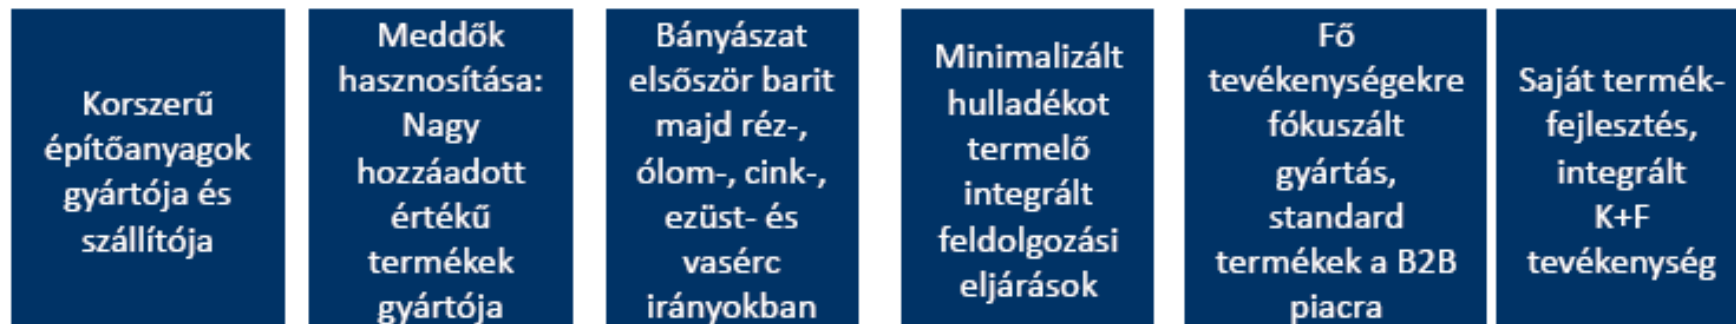 Korszerű
építőanyagok
gyártója és
szállítója
Meddők
hasznosítása:
Nagy
hozzáadott
értékű
termékek
gyártója
Bányászat
elsőször barit
majd réz-,
ólom-, cink-,
ezüst- és
vasérc
irányokban
Minimalizált
hulladékot
termelő
integrált
feldolgozási
eljárások
Fő
tevékenységekre
fókuszált
gyártás,
standard
termékek a B2B
piacra
Saját termék-
fejlesztés,
integrált
K+F
tevékenység